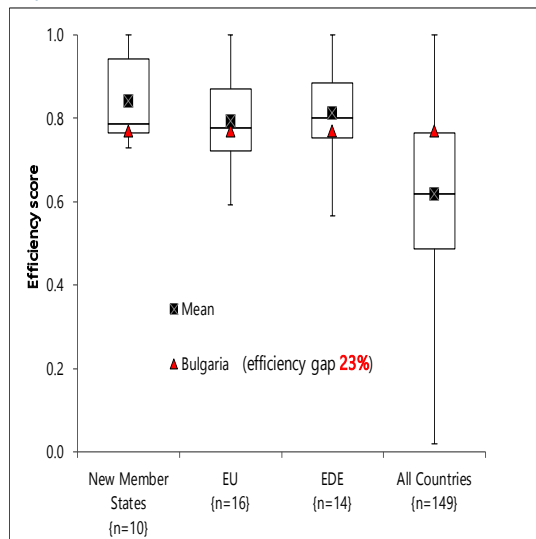 1.0
0.8
0.6
0.4
0.2
0.0
Efficiency score
Mean
Bulgaria (efficiency gap 23%)
New Member
States
{n=10}
EU
{n=16}
EDE
{n=14}
All Countries
{n=149}